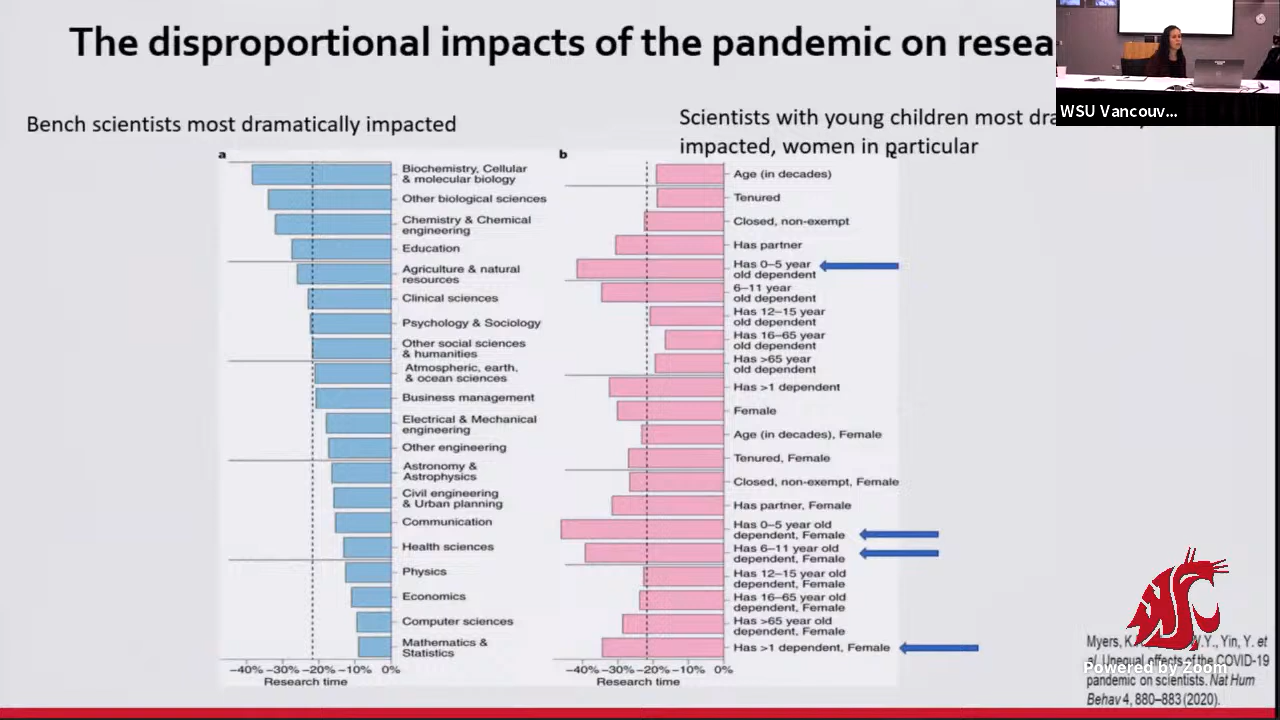 The disproportional impacts of the pandemic on resea
WSU Vancouv...
Bench scientists most dramatically impacted
Scientists with young children most dra
impacted, women in particular
a
Biochemistry, Cellular
& molecular biology
Other biological sciences
Chemistry & Chemical
engineering
Education
Agriculture & natural
resources
Clinical sciences
Psychology & Sociology
Other social sciences
& humanities
Atmospheric, earth,
& ocean sciences
Business management
Electrical & Mechanical
engineering
Other engineering
Astronomy &
Astrophysics
Civil engineering
& Urban planning
Communication
Health sciences
Physics
Economics
Computer sciences
Mathematics &
Statistics
−40% −30% −20% −10% 0%
Research time
b
c
Age (in decades)
Tenured
Closed, non-exempt
Has partner
Has 0–5 year
old dependent
6–11 year
old dependent
Has 12–15 year
old dependent
Has 16–65 year
old dependent
Has >65 year
old dependent
Has >1 dependent
Female
Age (in decades), Female
Tenured, Female
Closed, non-exempt, Female
Has partner, Female
Has 0–5 year old
dependent, Female
Has 6–11 year old
dependent, Female
Has 12–15 year old
dependent, Female
Has 16–65 year old
dependent, Female
Has >65 year old
dependent, Female
Has >1 dependent, Female
−40% −30% −20% −10% 0%
Research time
Myers, K. W.Y., Yin, Y. et
al. Unequal effects of the COVID-19
pandemic on scientists. Nat Hum
Behav 4, 880–883 (2020).
Powered by Zoom